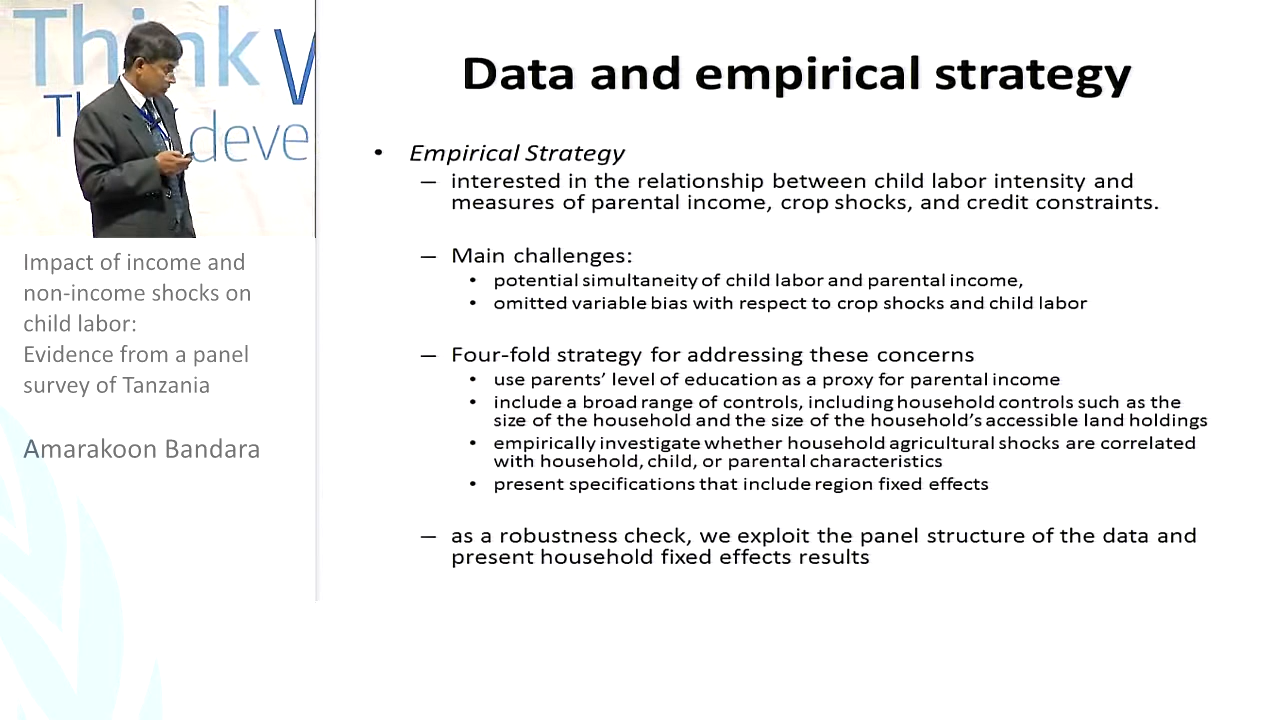 Think
Th
deve
Impact of income and
non-income shocks on
child labor:
Evidence from a panel
survey of Tanzania
Amarakoon Bandara
Data and empirical strategy
• Empirical Strategy
– interested in the relationship between child labor intensity and
measures of parental income, crop shocks, and credit constraints.
– Main challenges:
• potential simultaneity of child labor and parental income,
• omitted variable bias with respect to crop shocks and child labor
– Four-fold strategy for addressing these concerns
• use parents’ level of education as a proxy for parental income
• include a broad range of controls, including household controls such as the
size of the household and the size of the household’s accessible land holdings
• empirically investigate whether household agricultural shocks are correlated
with household, child, or parental characteristics
• present specifications that include region fixed effects
– as a robustness check, we exploit the panel structure of the data and
present household fixed effects results